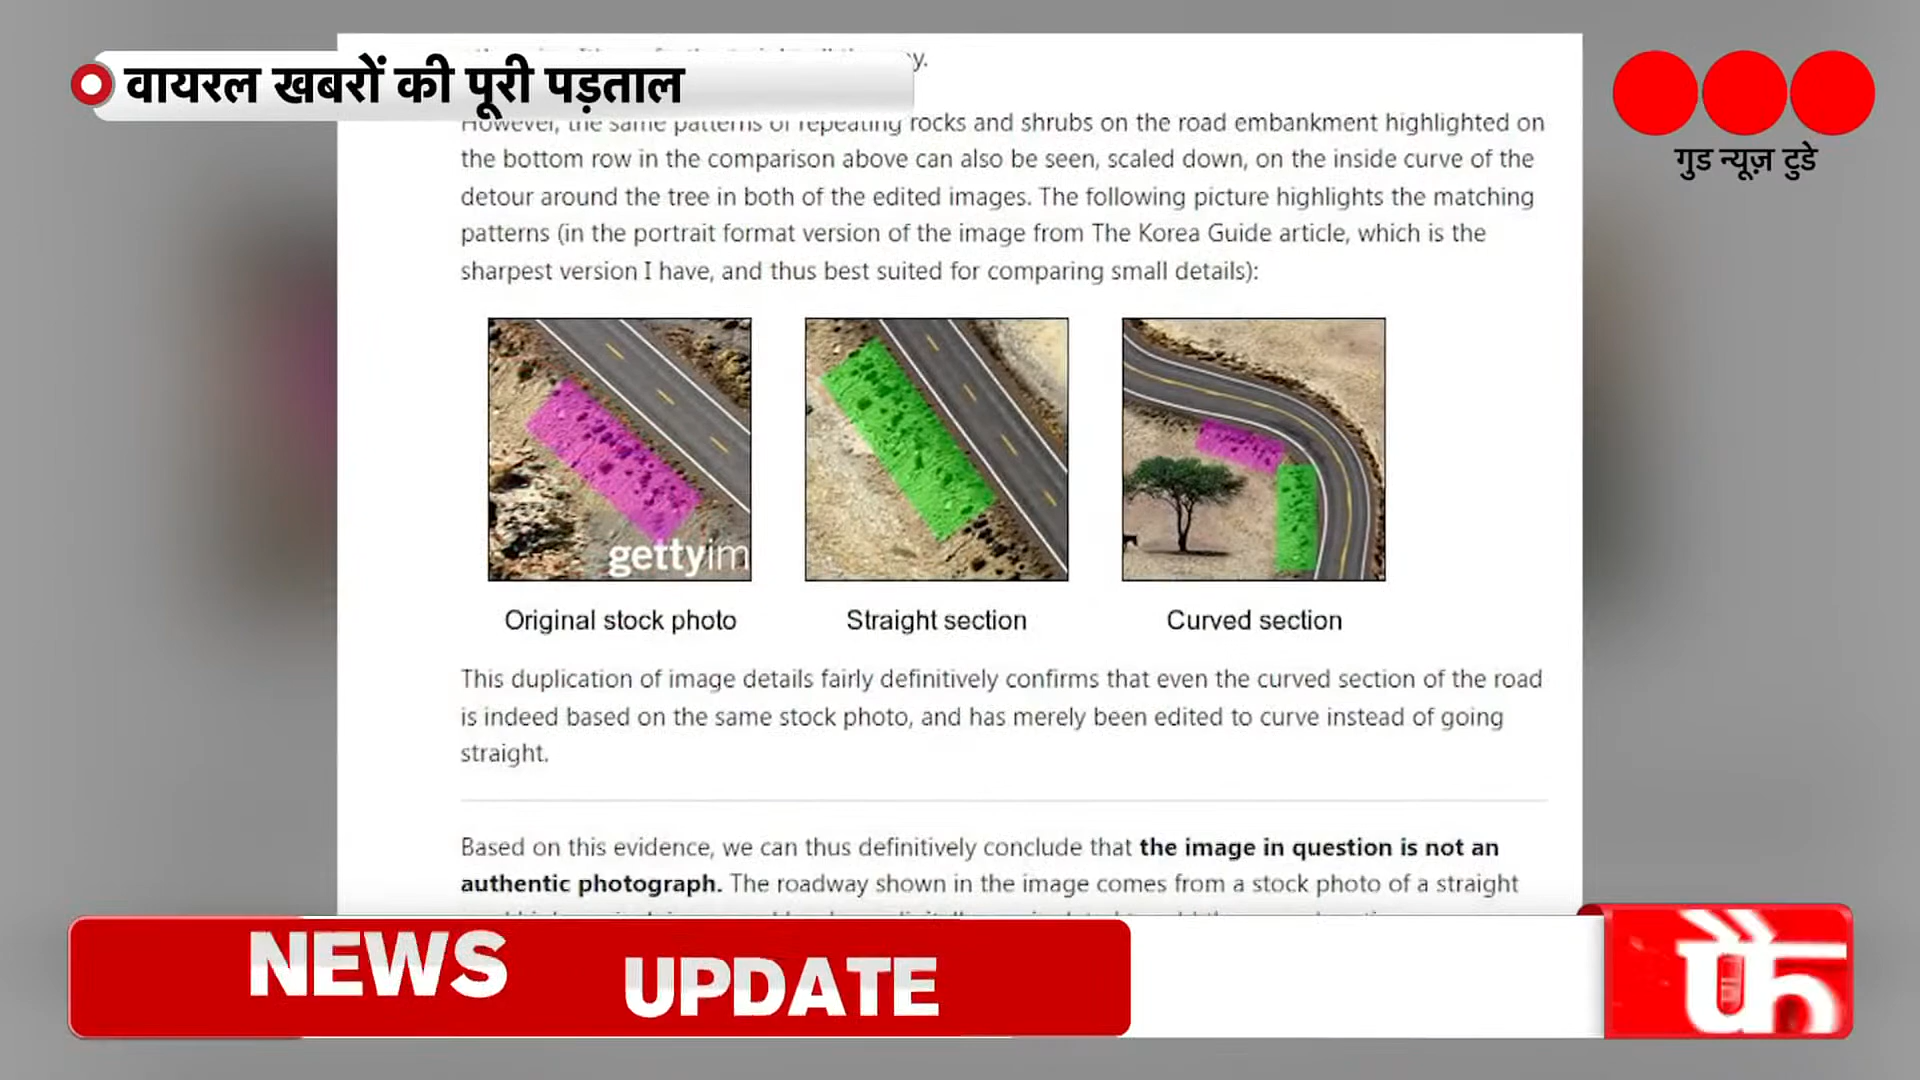 वायरल खबरों की पूरी पड़ताल
गुड न्यूज़ टुडे
y.
However, the same patterns of repeating rocks and shrubs on the road embankment highlighted on
the bottom row in the comparison above can also be seen, scaled down, on the inside curve of the
detour around the tree in both of the edited images. The following picture highlights the matching
patterns (in the portrait format version of the image from The Korea Guide article, which is the
sharpest version I have, and thus best suited for comparing small details):
gettyim
Original stock photo
Straight section
Curved section
This duplication of image details fairly definitively confirms that even the curved section of the road
is indeed based on the same stock photo, and has merely been edited to curve instead of going
straight.
Based on this evidence, we can thus definitively conclude that the image in question is not an
authentic photograph. The roadway shown in the image comes from a stock photo of a straight
NEWS
UPDATE